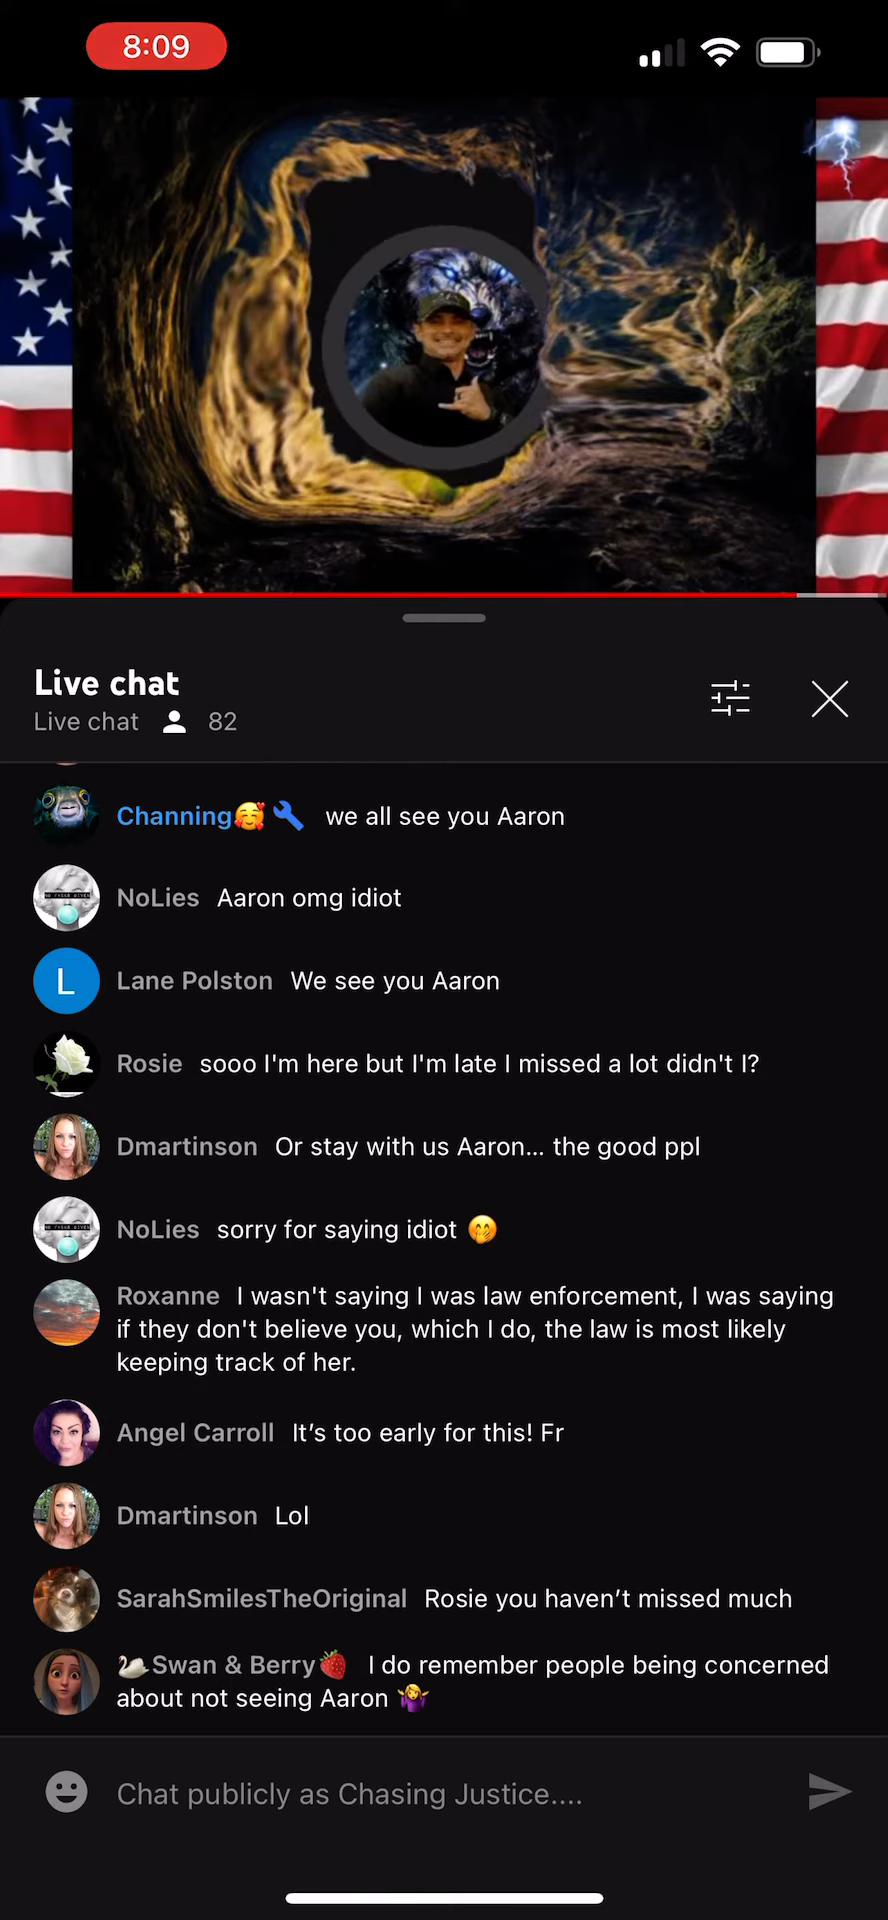 8:09
Live chat
Live chat 82
Channing🥰🔧 we all see you Aaron
NoLies Aaron omg idiot
L
Lane Polston We see you Aaron
Rosie sooo I'm here but I'm late I missed a lot didn't I?
Dmartinson Or stay with us Aaron... the good ppl
NoLies sorry for saying idiot 🤭
Roxanne I wasn't saying I was law enforcement, I was saying
if they don't believe you, which I do, the law is most likely
keeping track of her.
Angel Carroll It’s too early for this! Fr
Dmartinson Lol
SarahSmilesTheOriginal Rosie you haven’t missed much
🦢Swan & Berry🍓 I do remember people being concerned
about not seeing Aaron 🤷‍♀️
Chat publicly as Chasing Justice....